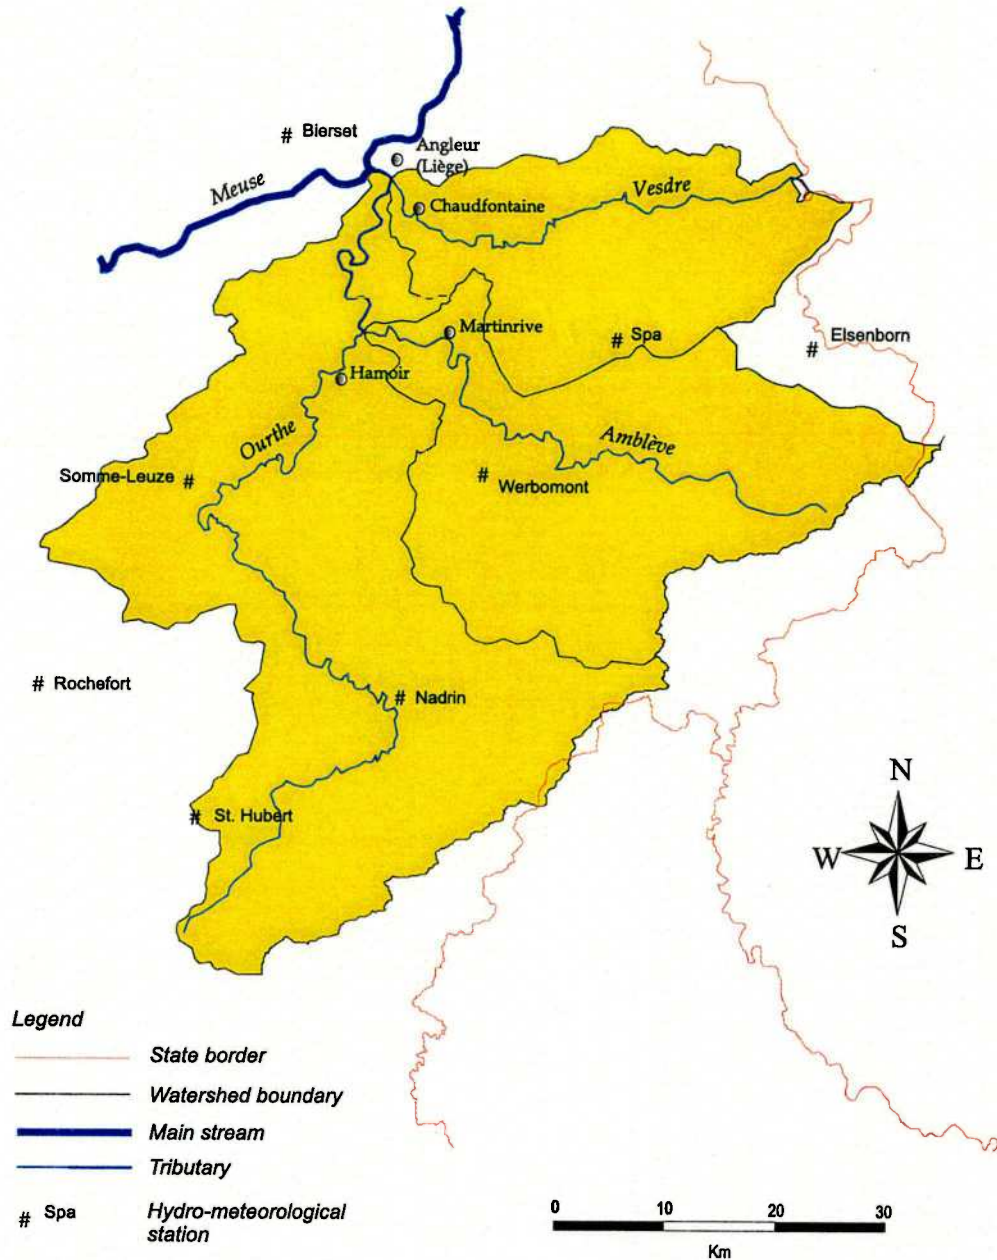 # Bierset
Angleur
(Liège)
Meuse
Chaudfontaine
Vesdre
Martinrive
# Spa
Elsenborn
#
Hamoir
Ourthe
Amblève
Somme-Leuze #
# Werbomont
# Rochefort
# Nadrin
# St. Hubert
N
W E
S
Legend
State border
Watershed boundary
Main stream
Tributary
# Spa Hydro-meteorological
station
0 10 20 30
Km